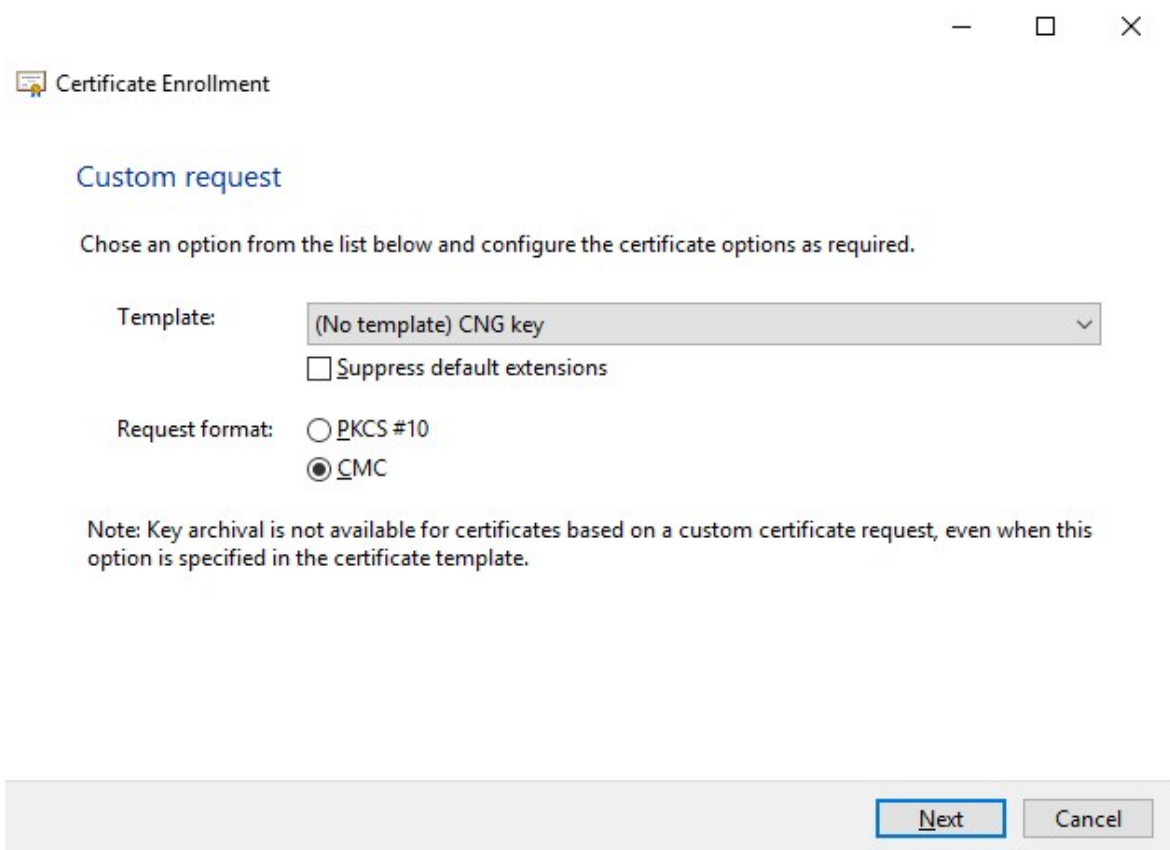 Certificate Enrollment
Custom request
Chose an option from the list below and configure the certificate options as required.
Template:
(No template) CNG key
Suppress default extensions
Request format:
PKCS #10
CMC
Note: Key archival is not available for certificates based on a custom certificate request, even when this
option is specified in the certificate template.
Next
Cancel